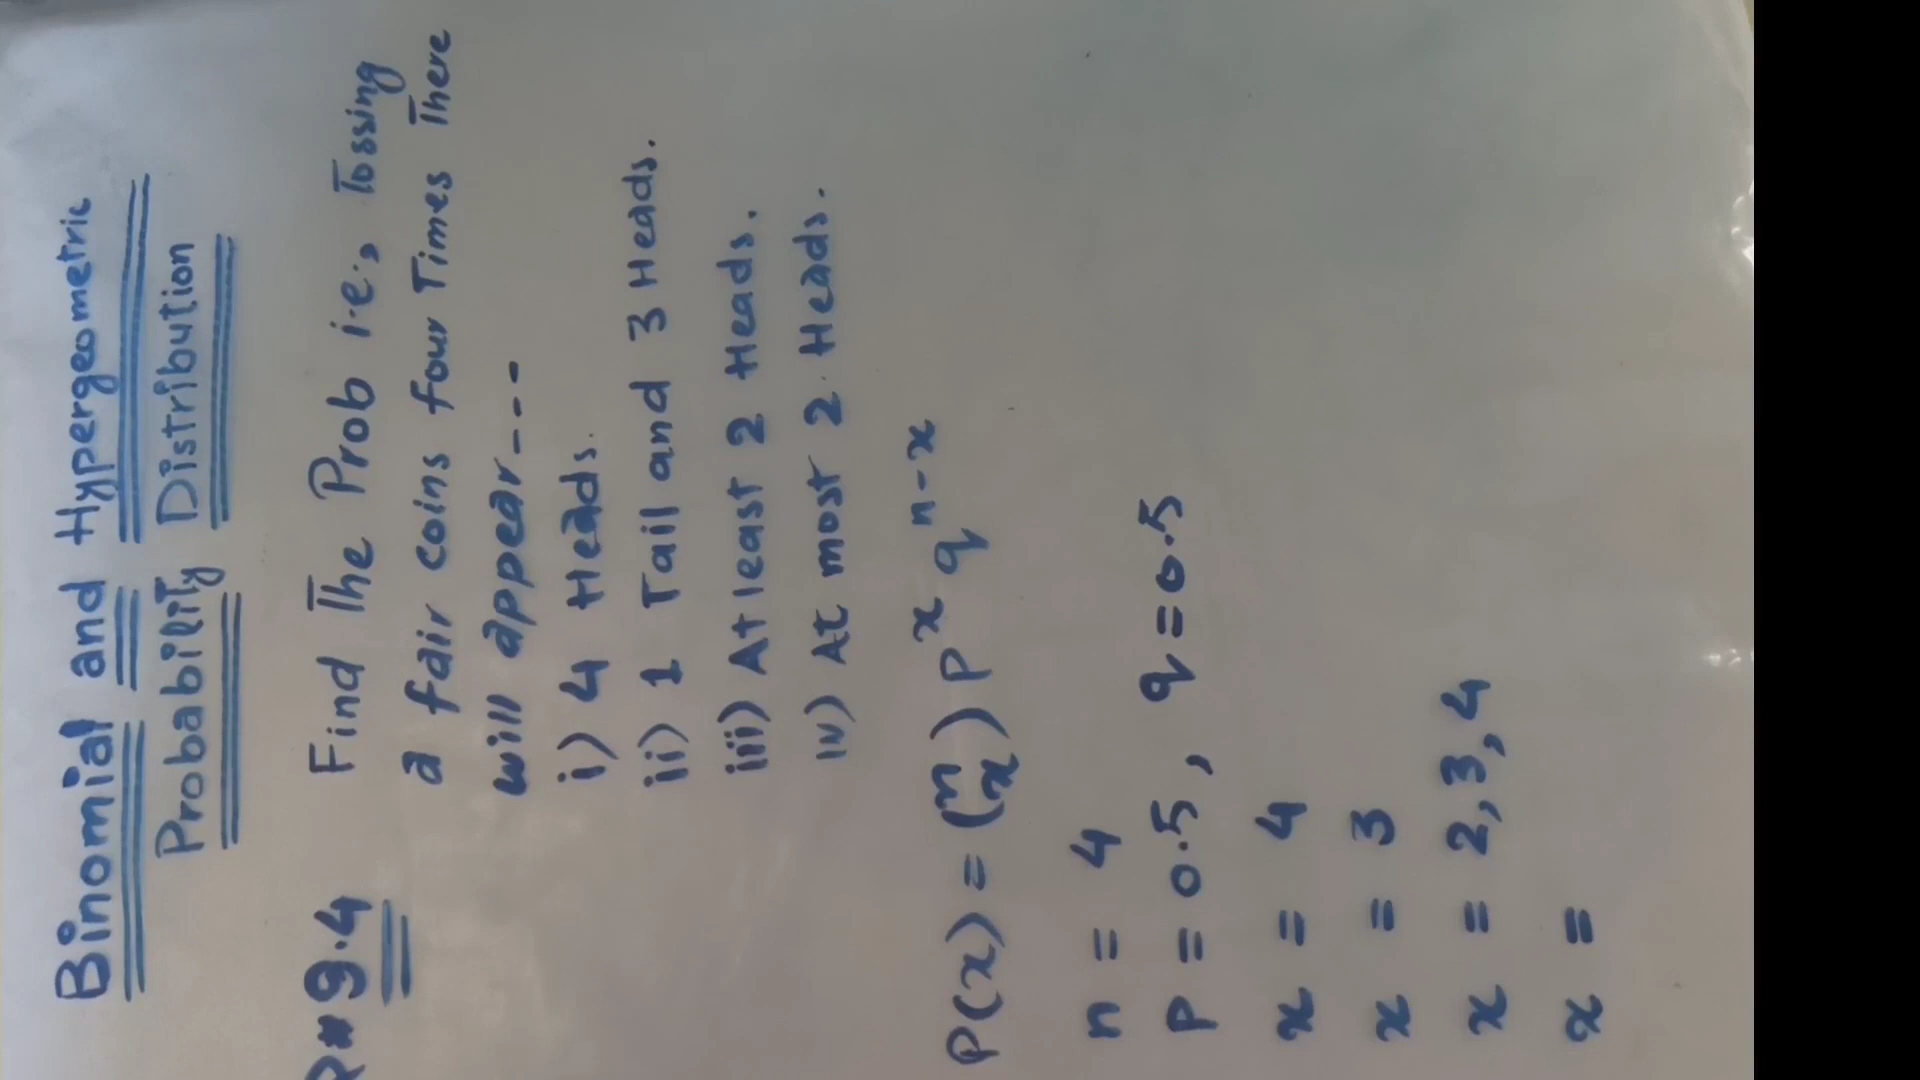 Binomial and Hypergeometric
Probability Distribution
P# 9.4 Find The Prob i.e., Tossing
a fair coins four Times There
will appear----
i) 4 Heads.
ii) 1 Tail and 3 Heads.
iii) At least 2 Heads.
iv) At most 2 Heads.
P(x) = (n x) p^x q^n-x
n = 4
P = 0.5, q = 0.5
x = 4
x = 3
x = 2,3,4
x =